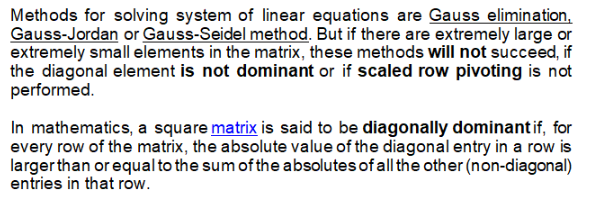 Methods for solving system of linear equations are Gauss elimination,
Gauss-Jordan or Gauss-Seidel method. But if there are extremely large or
extremely small elements in the matrix, these methods will not succeed, if
the diagonal element is not dominant or if scaled row pivoting is not
performed.
In mathematics, a square matrix is said to be diagonally dominant if, for
every row of the matrix, the absolute value of the diagonal entry in a row is
larger than or equal to the sum of the absolutes of all the other (non-diagonal)
entries in that row.